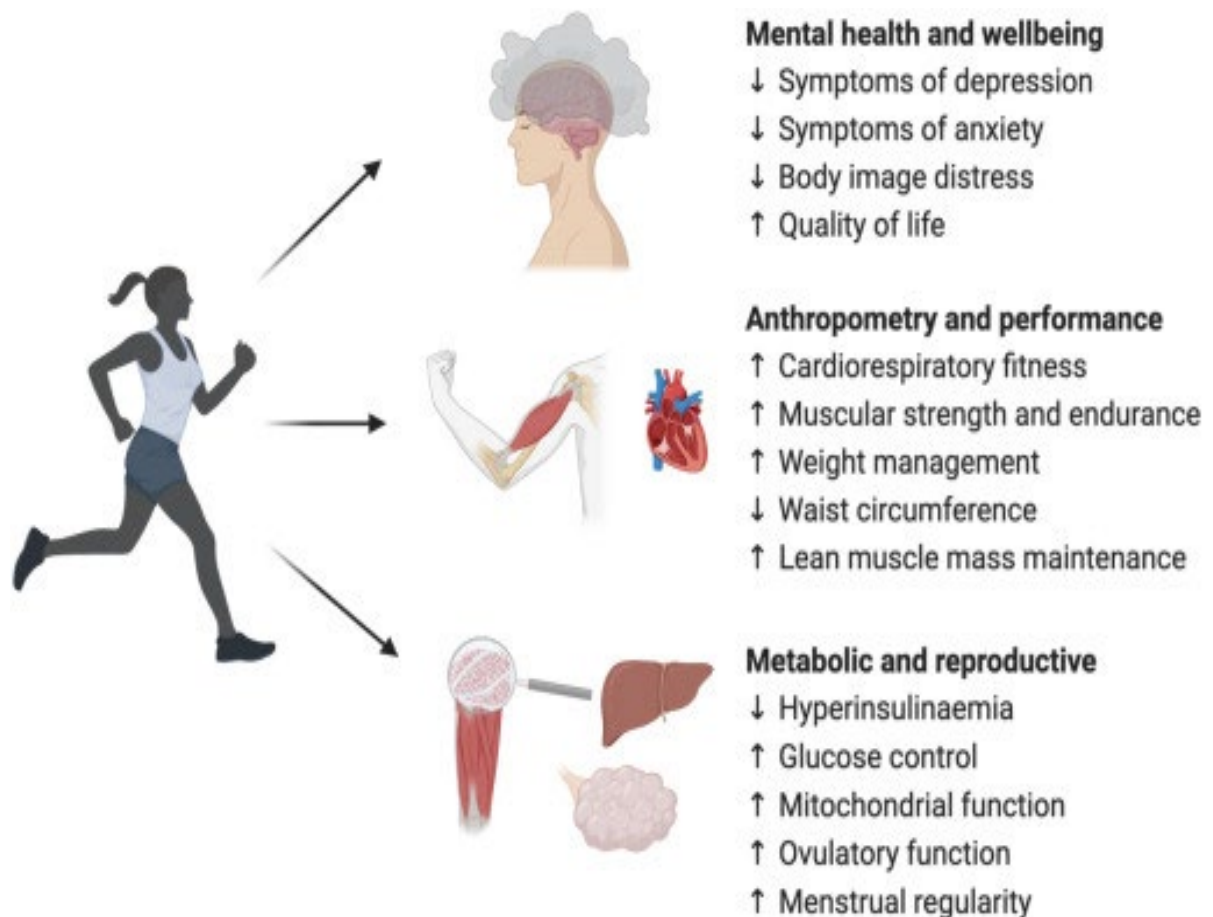 Mental health and wellbeing
↓ Symptoms of depression
↓ Symptoms of anxiety
↓ Body image distress
↑ Quality of life
Anthropometry and performance
↑ Cardiorespiratory fitness
↑ Muscular strength and endurance
↑ Weight management
↓ Waist circumference
↑ Lean muscle mass maintenance
Metabolic and reproductive
↓ Hyperinsulinaemia
↑ Glucose control
↑ Mitochondrial function
↑ Ovulatory function
↑ Menstrual regularity